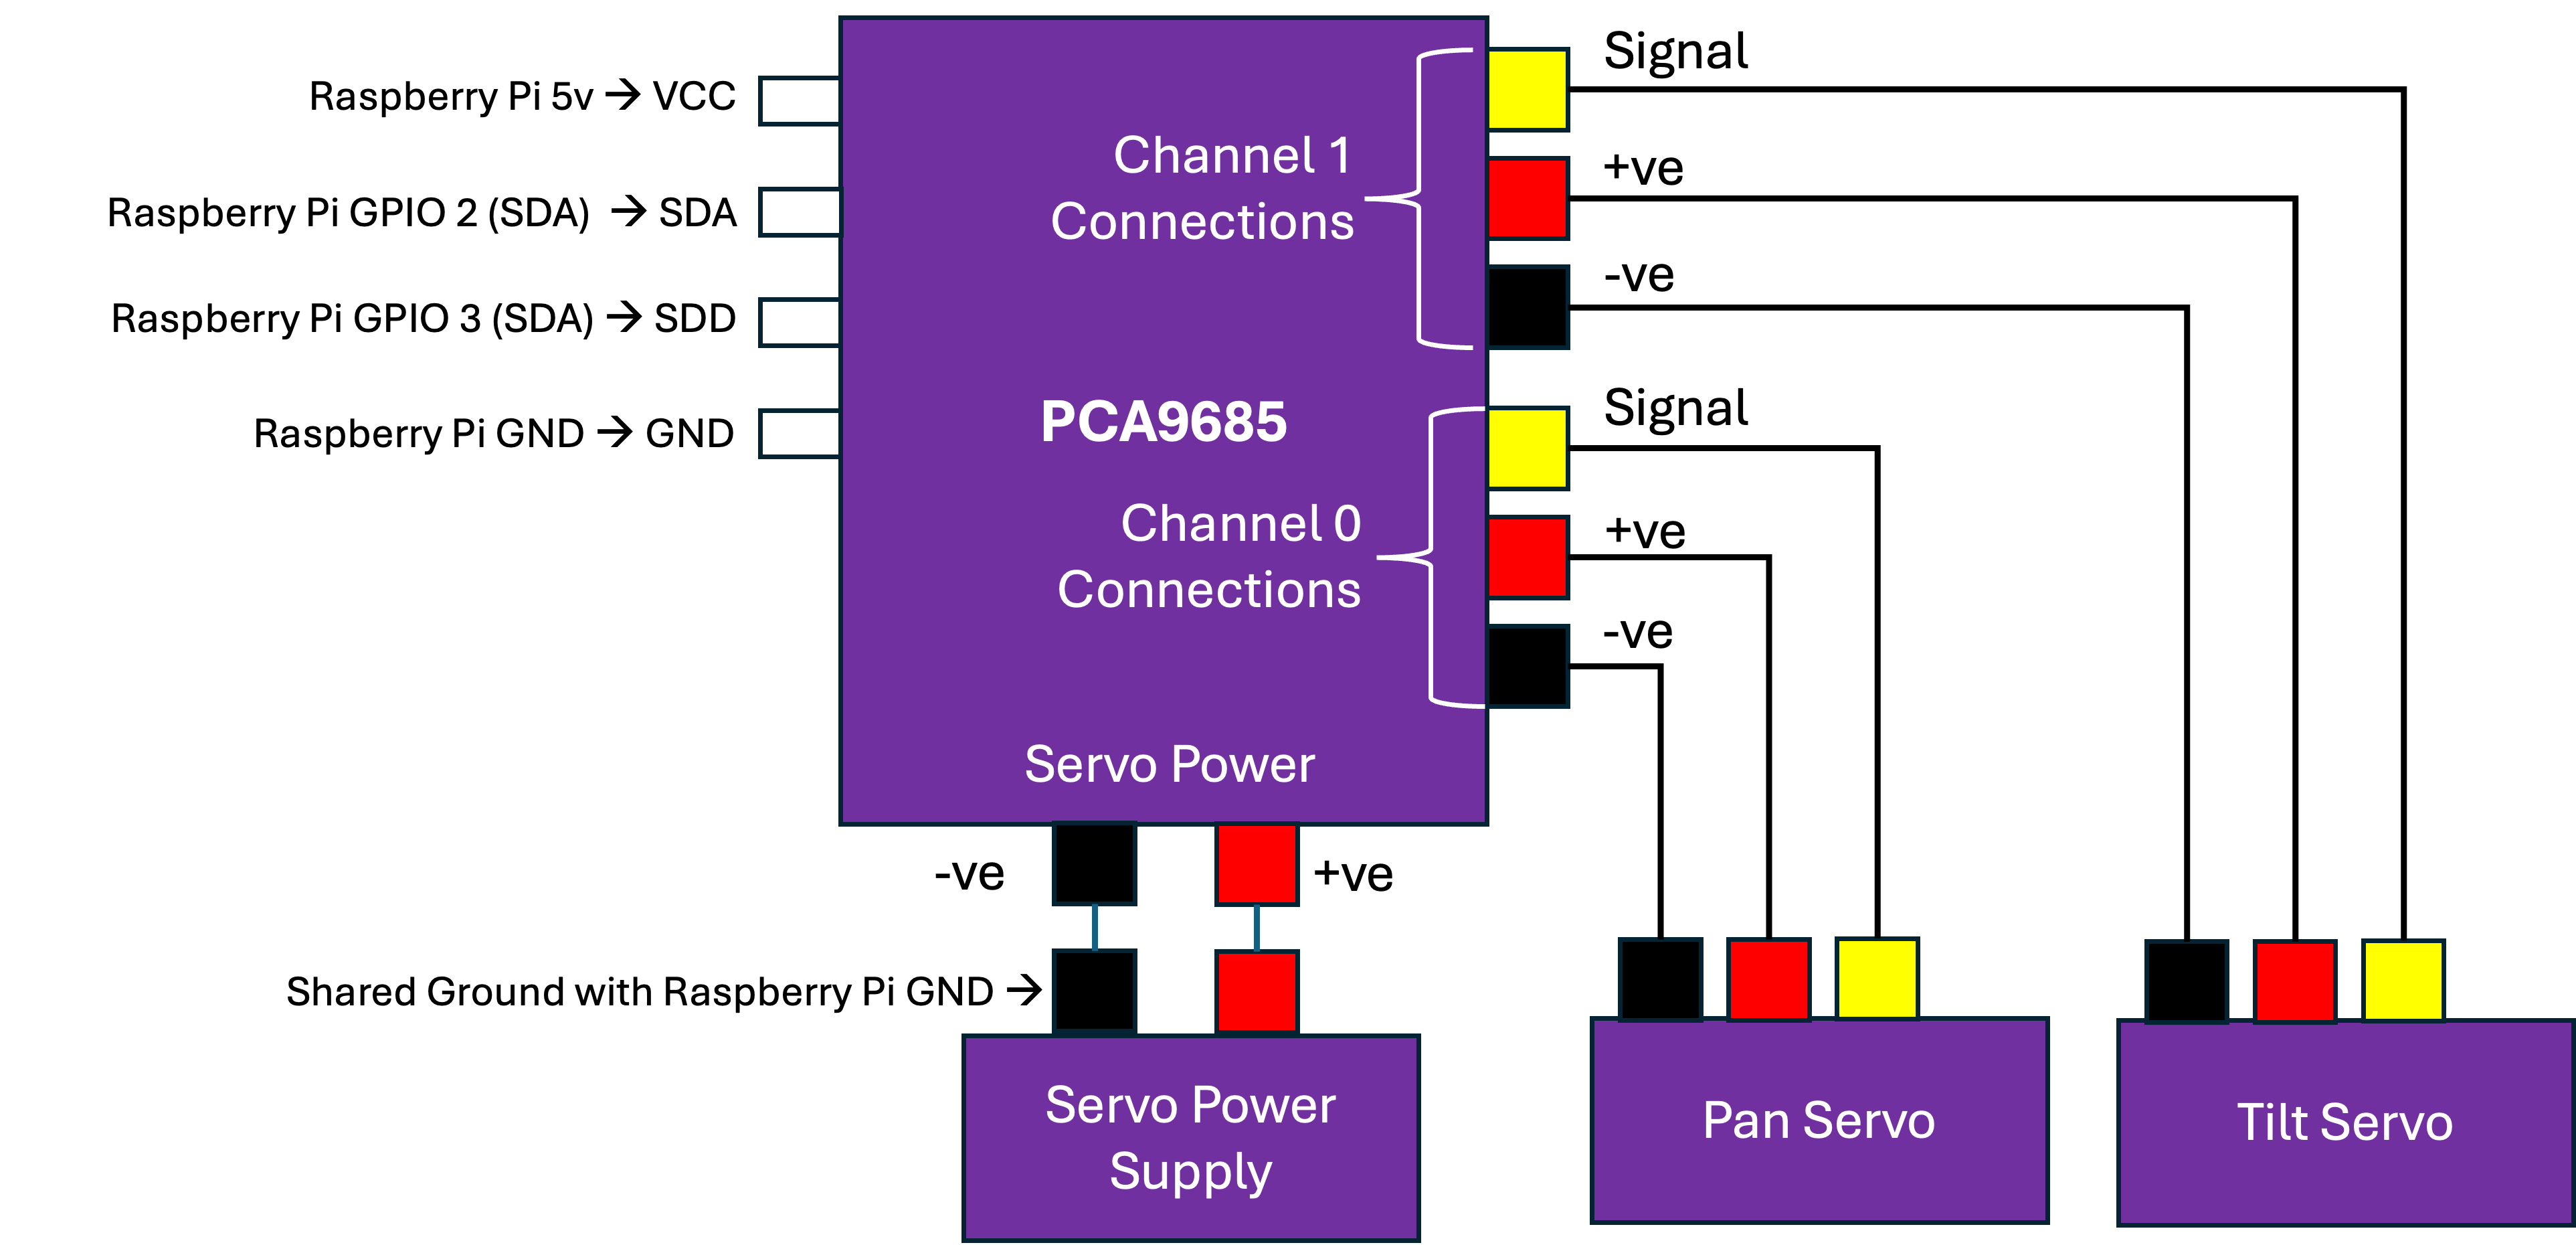 Raspberry Pi 5v → VCC
Raspberry Pi GPIO 2 (SDA) → SDA
Raspberry Pi GPIO 3 (SDA) → SDD
Raspberry Pi GND → GND
Channel 1
Connections
PCA9685
Channel 0
Connections
Servo Power
Signal
+ve
-ve
Signal
+ve
-ve
-ve
+ve
Shared Ground with Raspberry Pi GND →
Servo Power
Supply
Pan Servo
Tilt Servo